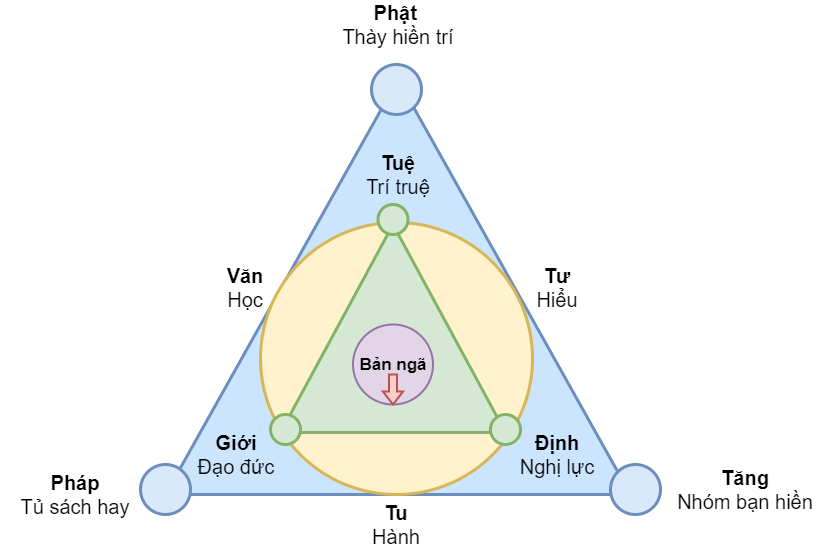 Phật
Thày hiền trí
Tuệ
Trí truệ
Văn
Học
Tư
Hiểu
Bản ngã
Giới
Đạo đức
Định
Nghị lực
Pháp
Tủ sách hay
Tăng
Nhóm bạn hiền
Tu
Hành